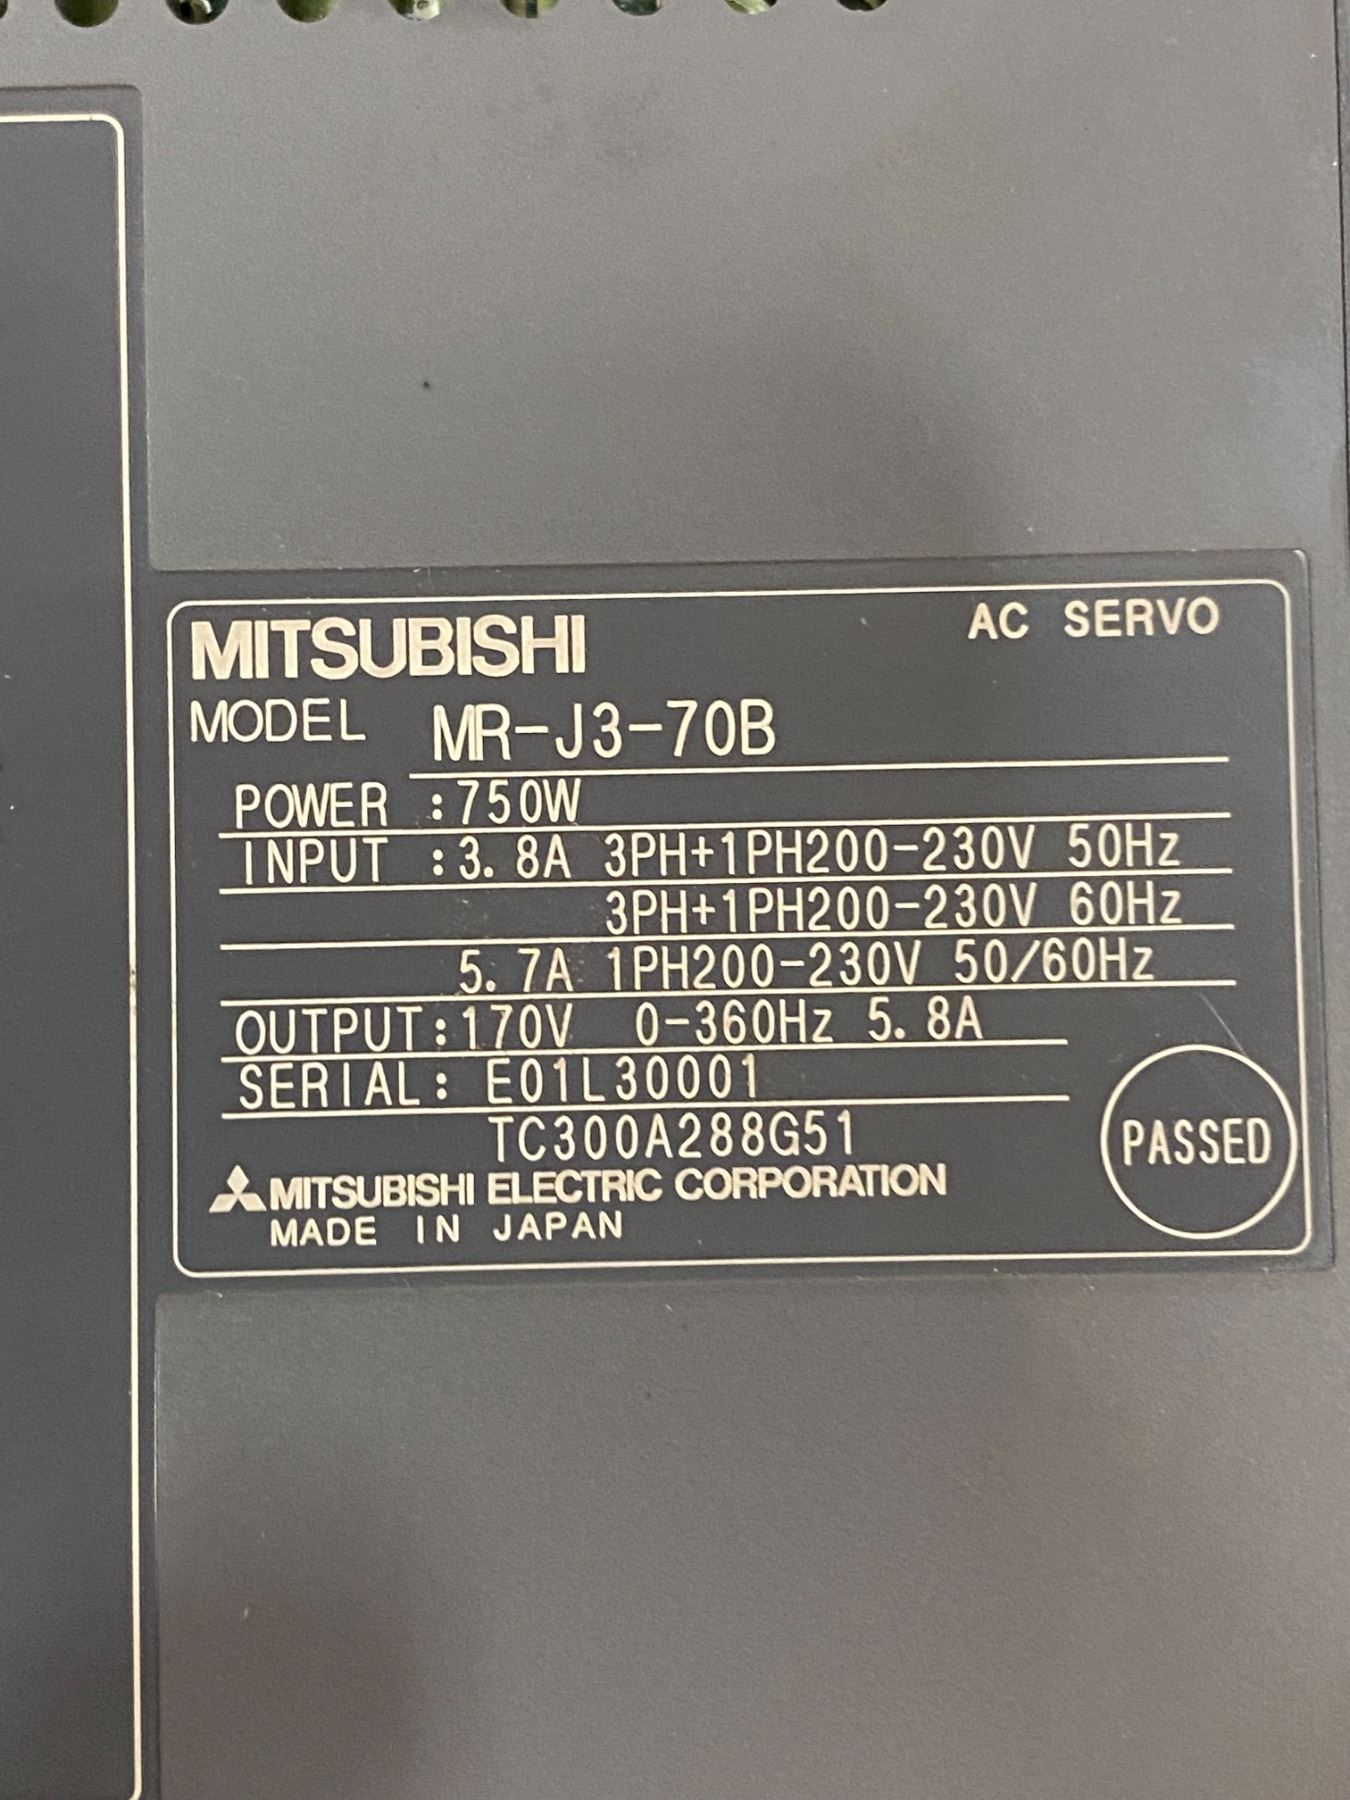 MITSUBISHI AC SERVO
MODEL MR-J3-70B
POWER :750W
INPUT :3.8A 3PH+1PH200-230V 50Hz
3PH+1PH200-230V 60Hz
5.7A 1PH200-230V 50/60Hz
OUTPUT:170V 0-360Hz 5.8A
SERIAL: E01L30001
TC300A288G51
PASSED
MITSUBISHI ELECTRIC CORPORATION
MADE IN JAPAN